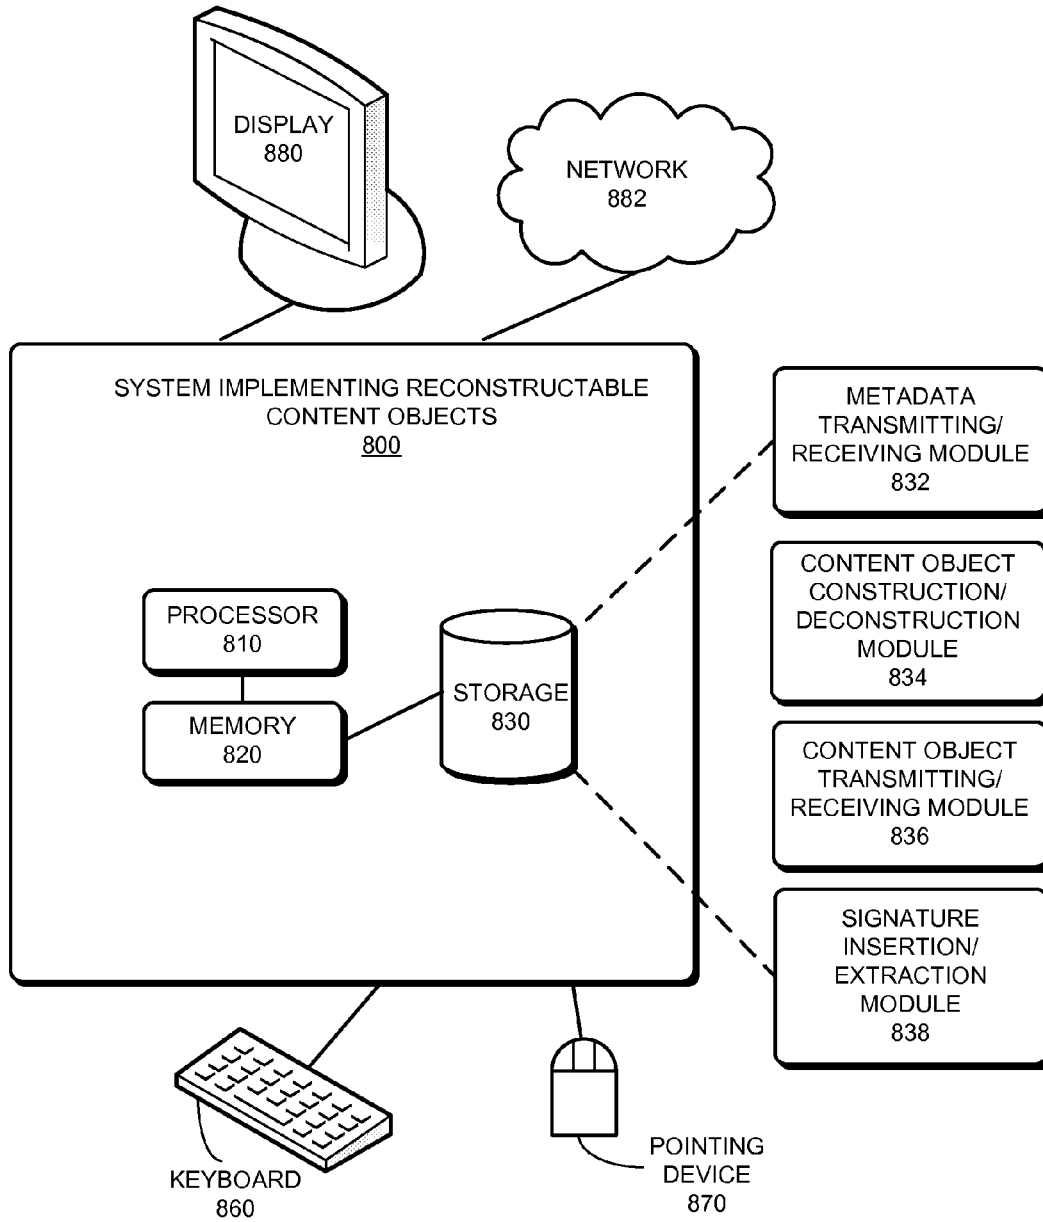 DISPLAY
880
NETWORK
882
SYSTEM IMPLEMENTING RECONSTRUCTABLE
CONTENT OBJECTS
800
METADATA
TRANSMITTING/
RECEIVING MODULE
832
CONTENT OBJECT
CONSTRUCTION/
DECONSTRUCTION
MODULE
834
PROCESSOR
810
MEMORY
820
STORAGE
830
CONTENT OBJECT
TRANSMITTING/
RECEIVING MODULE
836
SIGNATURE
INSERTION/
EXTRACTION
MODULE
838
KEYBOARD
860
POINTING
DEVICE
870